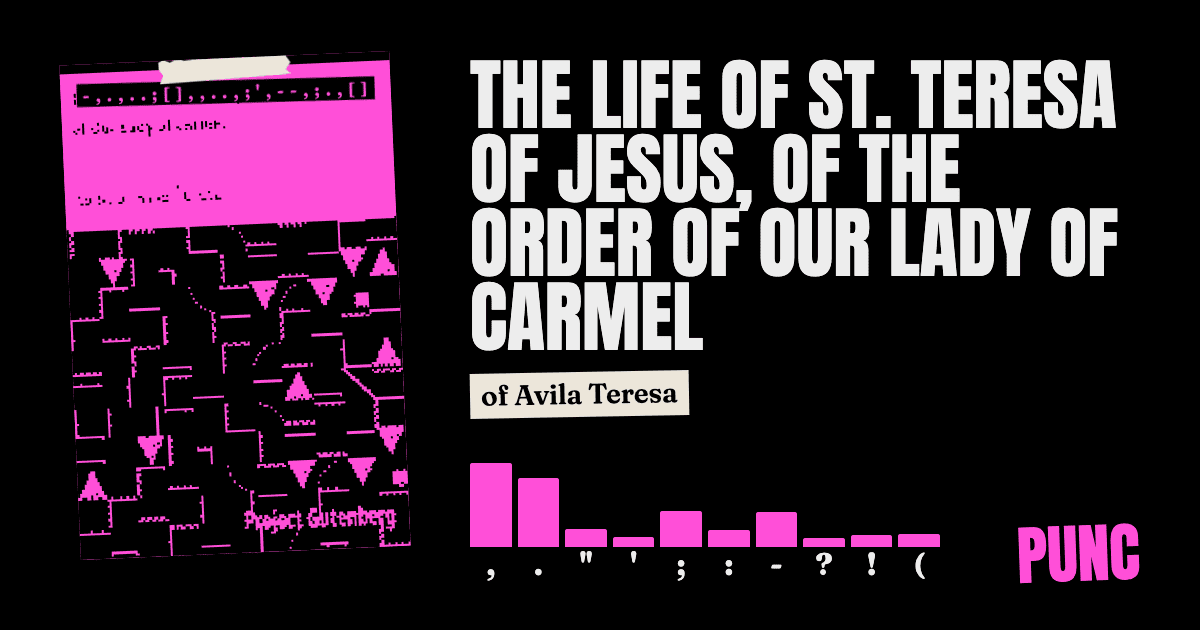 :-,.,..;[],,..,;',--,;.,[]
THE LIFE OF ST. TERESA
OF JESUS, OF THE
ORDER OF OUR LADY OF
CARMEL
of Avila Teresa
, . " ' ; : - ? ! (
Project Gutenberg
PUNC